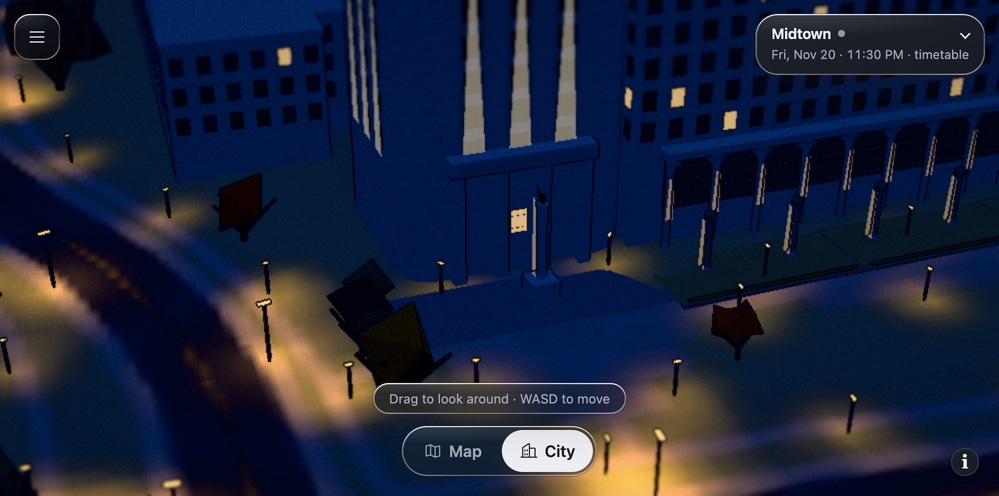 Midtown
Fri, Nov 20 · 11:30 PM · timetable
Drag to look around · WASD to move
Map
City